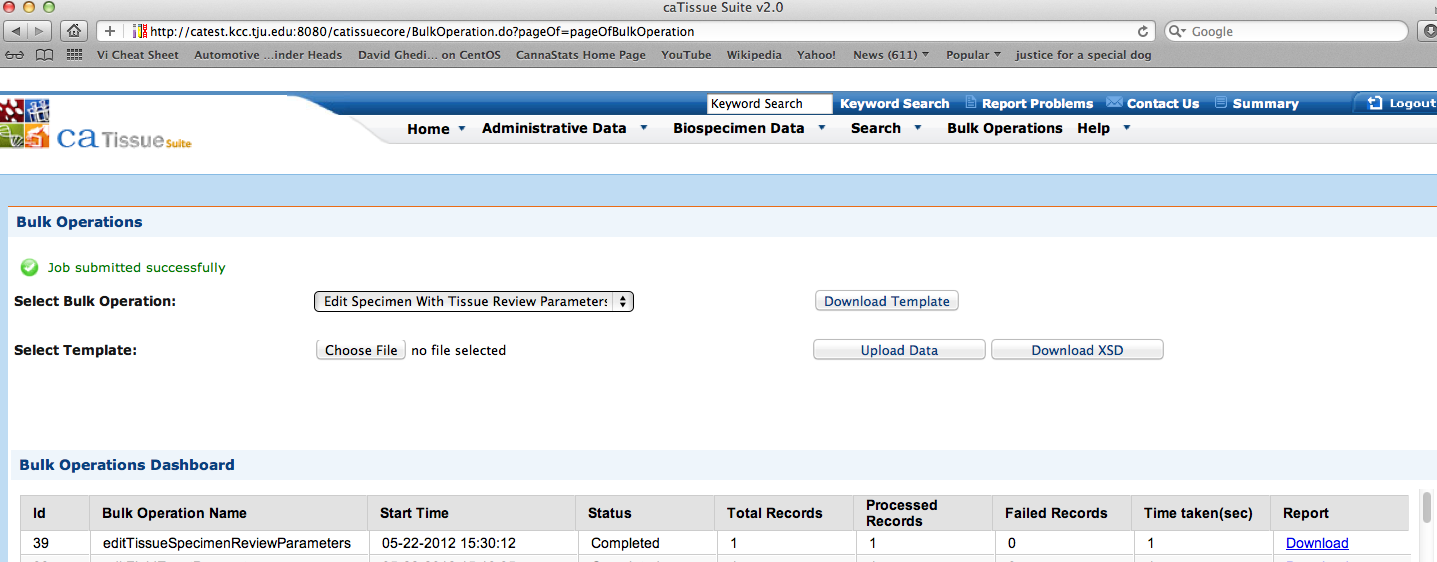 caTissue Suite v2.0
http://catest.kcc.tju.edu:8080/catissuecore/BulkOperation.do?pageOf=pageOfBulkOperation
Google
Vi Cheat Sheet Automotive ...inder Heads David Ghedi... on CentOS CannaStats Home Page YouTube Wikipedia Yahoo! News (611) Popular justice for a special dog
Keyword Search Keyword Search Report Problems Contact Us Summary Logout
Home Administrative Data Biospecimen Data Search Bulk Operations Help
ca Tissue Suite
Bulk Operations
Job submitted successfully
Select Bulk Operation: Edit Specimen With Tissue Review Parameters Download Template
Select Template: Choose File no file selected Upload Data Download XSD
Bulk Operations Dashboard
Id Bulk Operation Name Start Time Status Total Records Processed Records Failed Records Time taken(sec) Report
39 editTissueSpecimenReviewParameters 05-22-2012 15:30:12 Completed 1 1 0 1 Download